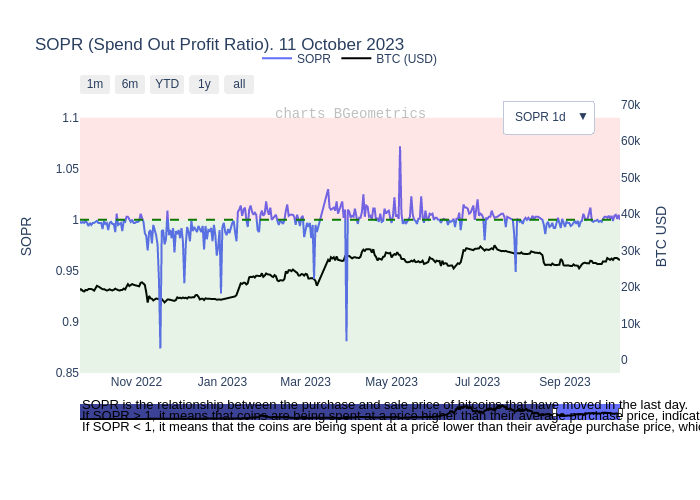 SOPR (Spend Out Profit Ratio). 11 October 2023
SOPR BTC (USD)
1m 6m YTD 1y all
charts BGeometrics
SOPR 1d ▼
1.1
1.05
1
0.95
0.9
0.85
SOPR
70k
60k
50k
40k
30k
20k
10k
0
BTC USD
Nov 2022 Jan 2023 Mar 2023 May 2023 Jul 2023 Sep 2023
SOPR is the relationship between the purchase and sale price of bitcoins that have moved in the last day.
If SOPR > 1, it means that coins are being spent at a price higher than their average purchase price, indicat
If SOPR < 1, it means that the coins are being spent at a price lower than their average purchase price, whic